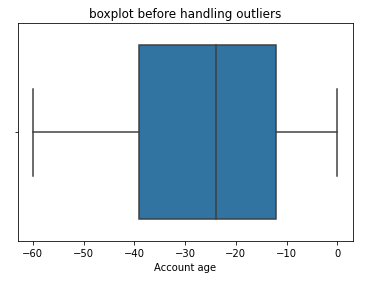 boxplot before handling outliers
−60 −50 −40 −30 −20 −10 0
Account age